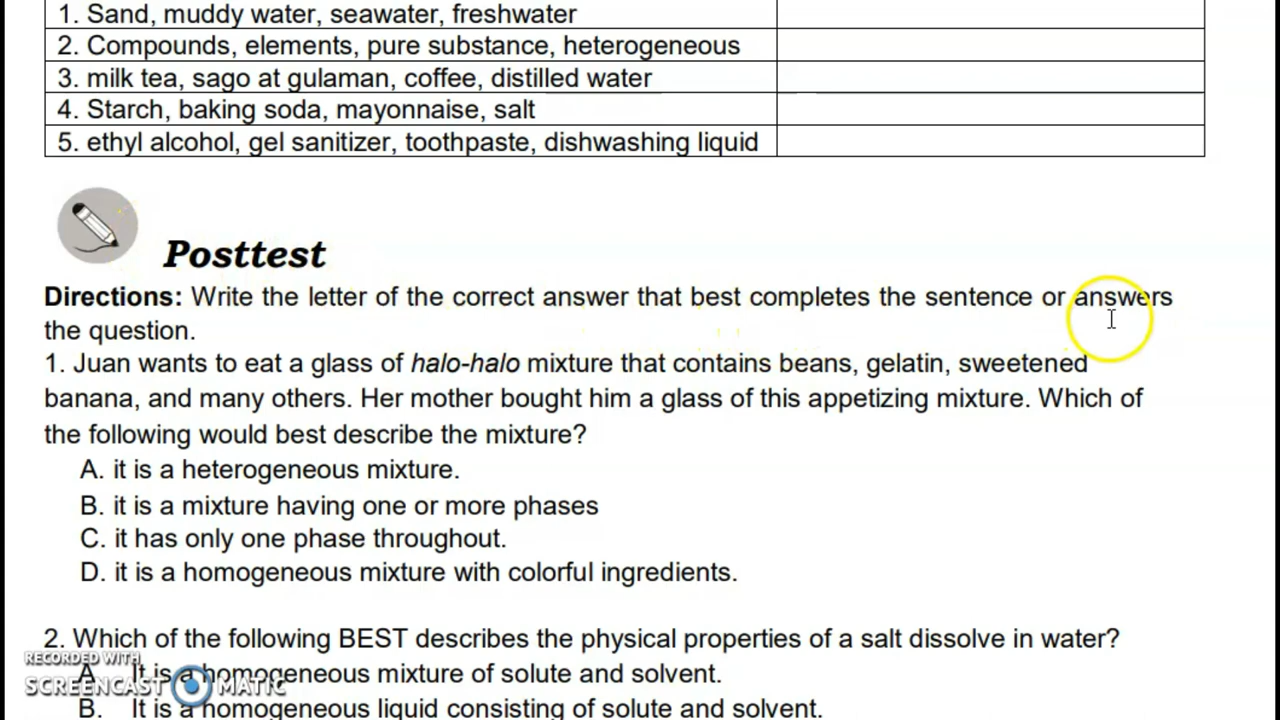 1. Sand, muddy water, seawater, freshwater
2. Compounds, elements, pure substance, heterogeneous
3. milk tea, sago at gulaman, coffee, distilled water
4. Starch, baking soda, mayonnaise, salt
5. ethyl alcohol, gel sanitizer, toothpaste, dishwashing liquid
Posttest
Directions: Write the letter of the correct answer that best completes the sentence or answers
the question.
1. Juan wants to eat a glass of halo-halo mixture that contains beans, gelatin, sweetened
banana, and many others. Her mother bought him a glass of this appetizing mixture. Which of
the following would best describe the mixture?
A. it is a heterogeneous mixture.
B. it is a mixture having one or more phases
C. it has only one phase throughout.
D. it is a homogeneous mixture with colorful ingredients.
2. Which of the following BEST describes the physical properties of a salt dissolve in water?
RECORDED WITH
A. It is a homogeneous mixture of solute and solvent.
SCREENCAST MATIC
B. It is a homogeneous liquid consisting of solute and solvent.